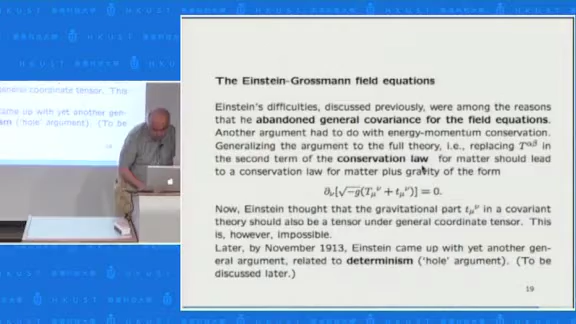 HKUST
The Einstein-Grossmann field equations
Einstein's difficulties, discussed previously, were among the reasons
that he abandoned general covariance for the field equations.
Another argument had to do with energy-momentum conservation.
Generalizing the argument to the full theory, i.e., replacing T^{αβ} in
the second term of the conservation law for matter should lead
to a conservation law for matter plus gravity of the form
∂_ν[√−g(T_μ^ν + t_μ^ν)] = 0.
Now, Einstein thought that the gravitational part t_μ^ν in a covariant
theory should also be a tensor under general coordinate tensor. This
is, however, impossible.
Later, by November 1913, Einstein came up with yet another gen-
eral argument, related to determinism ('hole' argument). (To be
discussed later.)
19
general coordinate tensor. This
came up with yet another gen-
ism ('hole' argument). (To be